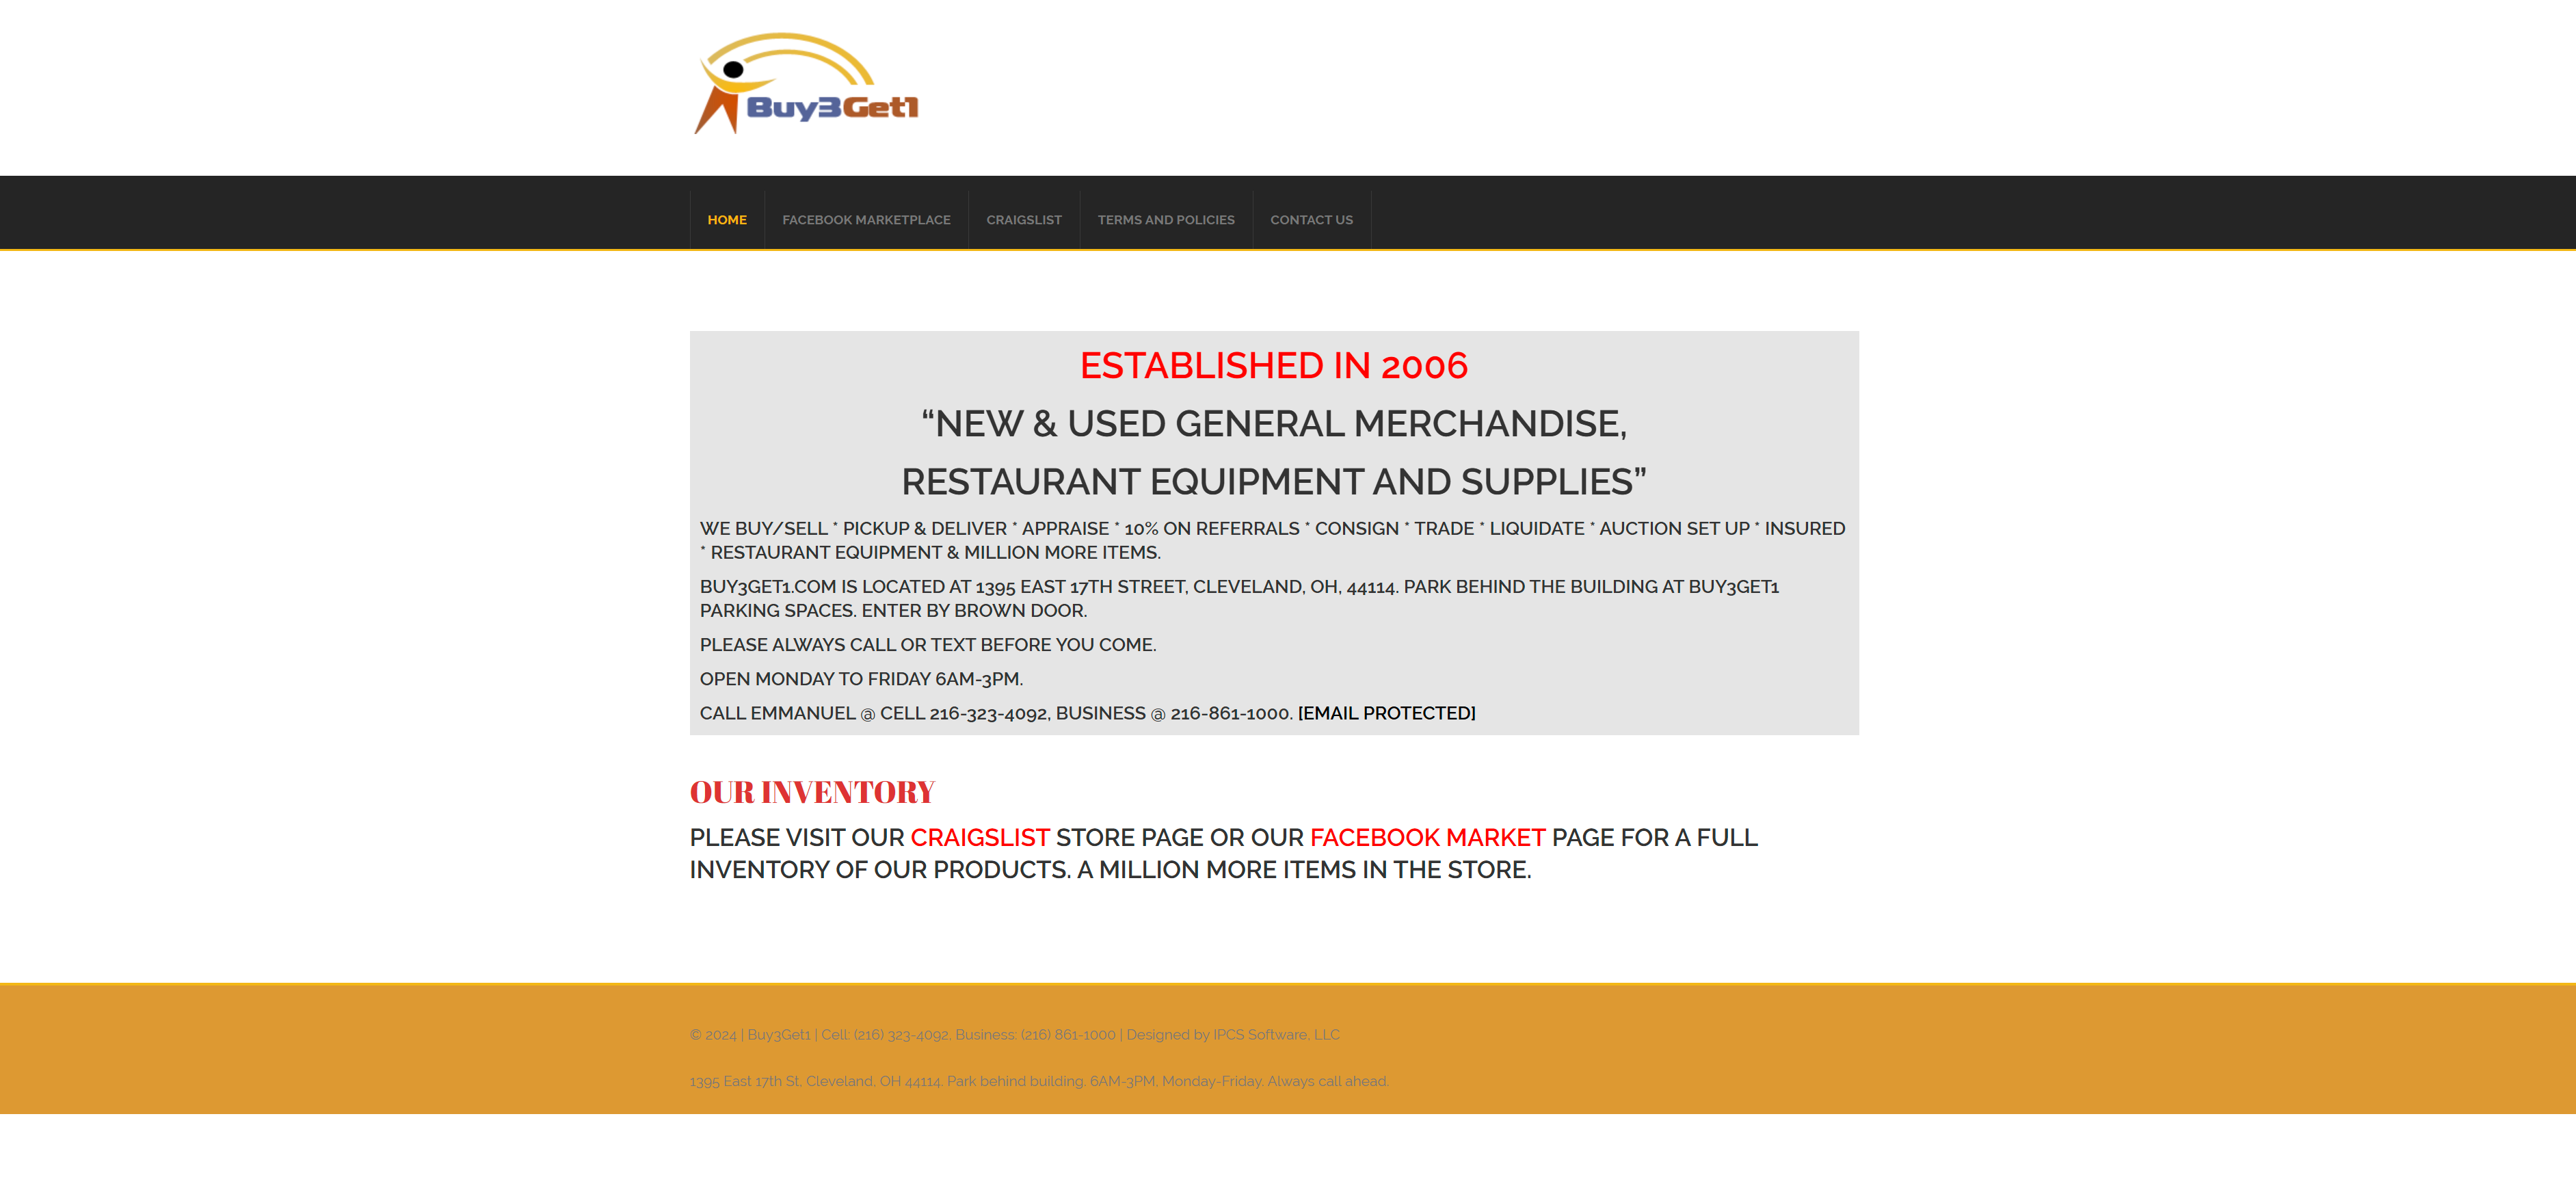 Buy3Get1
HOME
FACEBOOK MARKETPLACE
CRAIGSLIST
TERMS AND POLICIES
CONTACT US
ESTABLISHED IN 2006
“NEW & USED GENERAL MERCHANDISE,
RESTAURANT EQUIPMENT AND SUPPLIES”
WE BUY/SELL * PICKUP & DELIVER * APPRAISE * 10% ON REFERRALS * CONSIGN * TRADE * LIQUIDATE * AUCTION SET UP * INSURED
* RESTAURANT EQUIPMENT & MILLION MORE ITEMS.
BUY3GET1.COM IS LOCATED AT 1395 EAST 17TH STREET, CLEVELAND, OH, 44114. PARK BEHIND THE BUILDING AT BUY3GET1
PARKING SPACES. ENTER BY BROWN DOOR.
PLEASE ALWAYS CALL OR TEXT BEFORE YOU COME.
OPEN MONDAY TO FRIDAY 6AM-3PM.
CALL EMMANUEL @ CELL 216-323-4092, BUSINESS @ 216-861-1000. [EMAIL PROTECTED]
OUR INVENTORY
PLEASE VISIT OUR CRAIGSLIST STORE PAGE OR OUR FACEBOOK MARKET PAGE FOR A FULL
INVENTORY OF OUR PRODUCTS. A MILLION MORE ITEMS IN THE STORE.
© 2024 | Buy3Get1 | Cell: (216) 323-4092, Business: (216) 861-1000 | Designed by IPCS Software, LLC
1395 East 17th St, Cleveland, OH 44114. Park behind building. 6AM-3PM, Monday-Friday. Always call ahead.